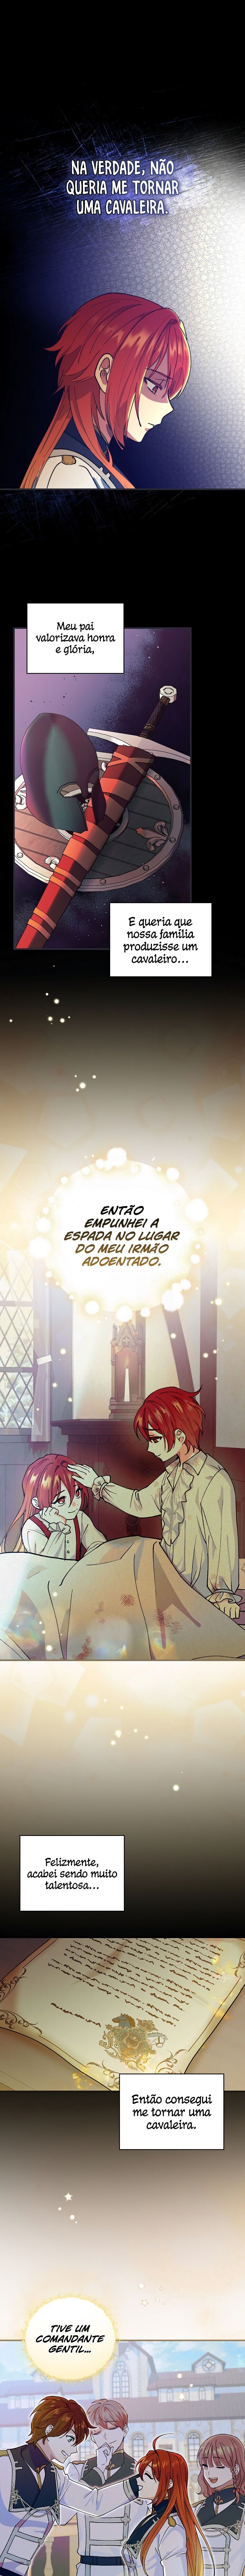 NA VERDADE, NÃO
QUERIA ME TORNAR
UMA CAVALEIRA.
Meu pai
valorizava honra
e glória,
E queria que
nossa família
produzisse um
cavaleiro...
ENTÃO
EMPUNHEI A
ESPADA NO LUGAR
DO MEU IRMÃO
ADOENTADO.
Felizmente,
acabei sendo muito
talentosa...
Então consegui
me tornar uma
cavaleira.
TIVE UM
COMANDANTE
GENTIL...